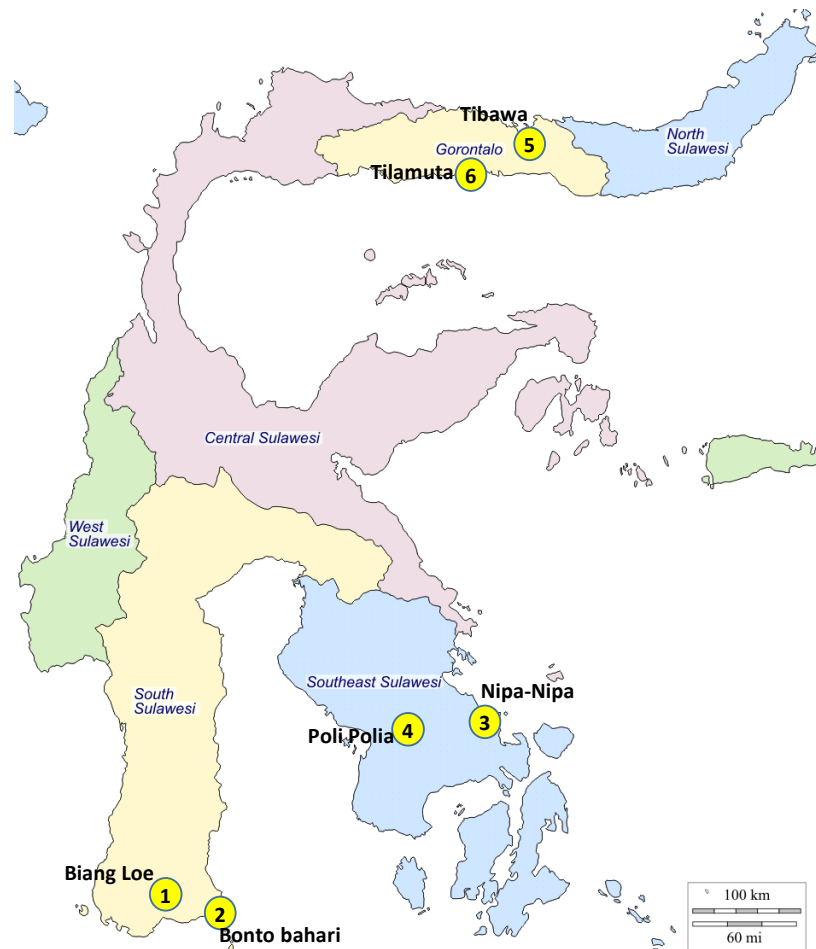 Tibawa
5
North
Sulawesi
Gorontalo
Tilamuta
6
Central Sulawesi
West
Sulawesi
South
Sulawesi
Southeast Sulawesi
Nipa-Nipa
3
Poli Polia
4
Biang Loe
1
2
Bonto bahari
100 km
60 mi